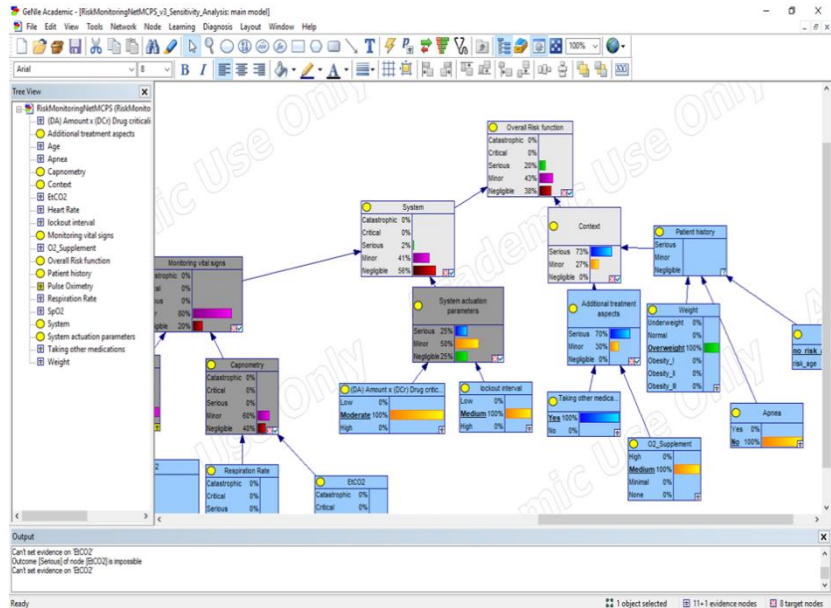 GeNIe Academic - [RiskMonitoringNetMCPS_v3_Sensitivity_Analysis: main model]
File Edit View Tools Network Node Learning Diagnosis Layout Window Help
100%
Arial 8 B I
Tree View
RiskMonitoringNetMCPS (RiskMonito
(DA) Amount x (DCr) Drug criticali
Additional treatment aspects
Age
Apnea
Capnometry
Context
EtCO2
Heart Rate
lockout interval
Monitoring vital signs
O2_Supplement
Overall Risk function
Patient history
Pulse Oximetry
Respiration Rate
SpO2
System
System actuation parameters
Taking other medications
Weight
Overall Risk function
Catastrophic 0%
Critical 0%
Serious 20%
Minor 43%
Negligible 38%
System
Catastrophic 0%
Critical 0%
Serious 2%
Minor 41%
Negligible 56%
Context
Serious 73%
Minor 27%
Negligible 0%
Patient history
Serious
Minor
Negligible
Monitoring vital signs
astrophic 0%
al 0%
us 0%
80%
igible 20%
System actuation
parameters
Serious 25%
Minor 50%
Negligible 25%
Additional treatment
aspects
Serious 70%
Minor 30%
Negligible 0%
Weight
Underweight 0%
Normal 0%
Overweight 100%
Obesity_I 0%
Obesity_II 0%
Obesity_III 0%
no_risk_a
risk_age
Capnometry
Catastrophic 0%
Critical 0%
Serious 0%
Minor 60%
Negligible 40%
(DA) Amount x (DCr) Drug critic...
Low 0%
Moderate 100%
High 0%
lockout interval
Low 0%
Medium 100%
High 0%
Taking other medica...
Yes 100%
No 0%
Apnea
Yes 0%
No 100%
O2_Supplement
High 0%
Medium 100%
Minimal 0%
None 0%
Respiration Rate
Catastrophic 0%
Critical 0%
Serious 0%
EtCO2
Catastrophic 0%
Critical 0%
Academic Use Only
Output
Can't set evidence on 'EtCO2'
Outcome [Serious] of node [EtCO2] is impossible
Can't set evidence on 'EtCO2'
Ready
1 object selected 11+1 evidence nodes 8 target nodes